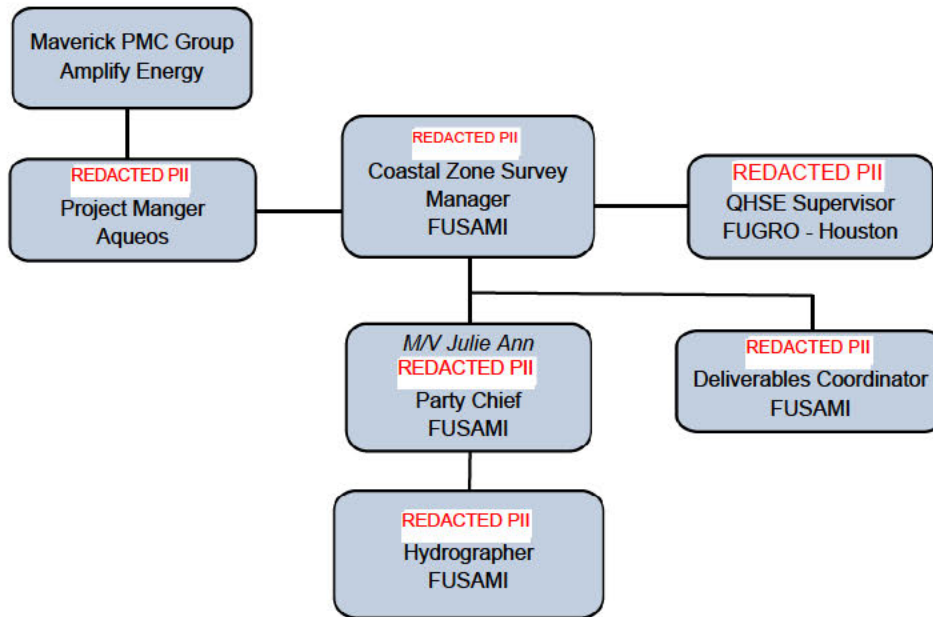 Maverick PMC Group
Amplify Energy
REDACTED PII
Project Manger
Aqueos
REDACTED PII
Coastal Zone Survey
Manager
FUSAMI
REDACTED PII
QHSE Supervisor
FUGRO - Houston
M/V Julie Ann
REDACTED PII
Party Chief
FUSAMI
REDACTED PII
Deliverables Coordinator
FUSAMI
REDACTED PII
Hydrographer
FUSAMI